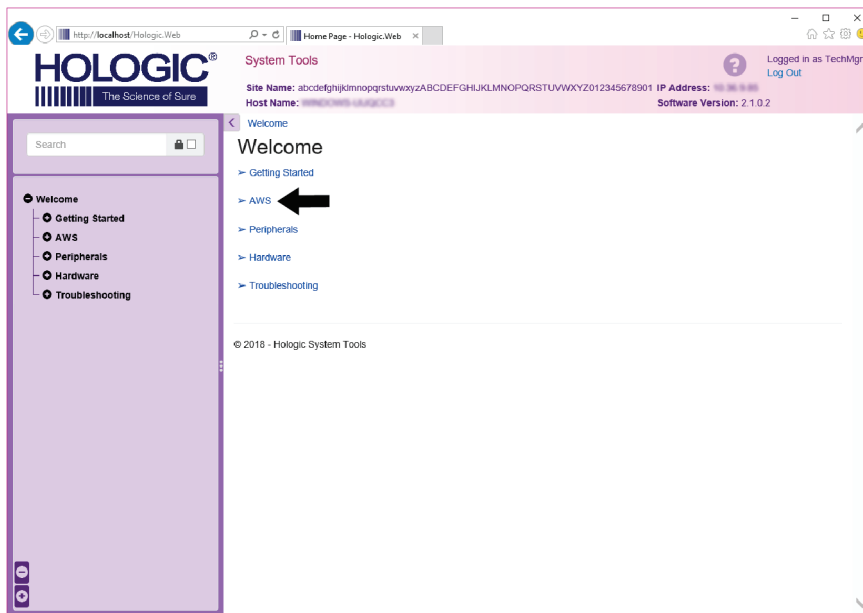 http://localhost/Hologic.Web
Home Page - Hologic.Web
HOLOGIC®
The Science of Sure
System Tools
Logged in as TechMgr
Log Out
Site Name: abcdefghijklmnopqrstuvwxyzABCDEFGHIJKLMNOPQRSTUVWXYZ012345678901 IP Address:
Host Name:
Software Version: 2.1.0.2
Search
Welcome
Getting Started
AWS
Peripherals
Hardware
Troubleshooting
Welcome
Welcome
➢ Getting Started
➢ AWS
➢ Peripherals
➢ Hardware
➢ Troubleshooting
© 2018 - Hologic System Tools